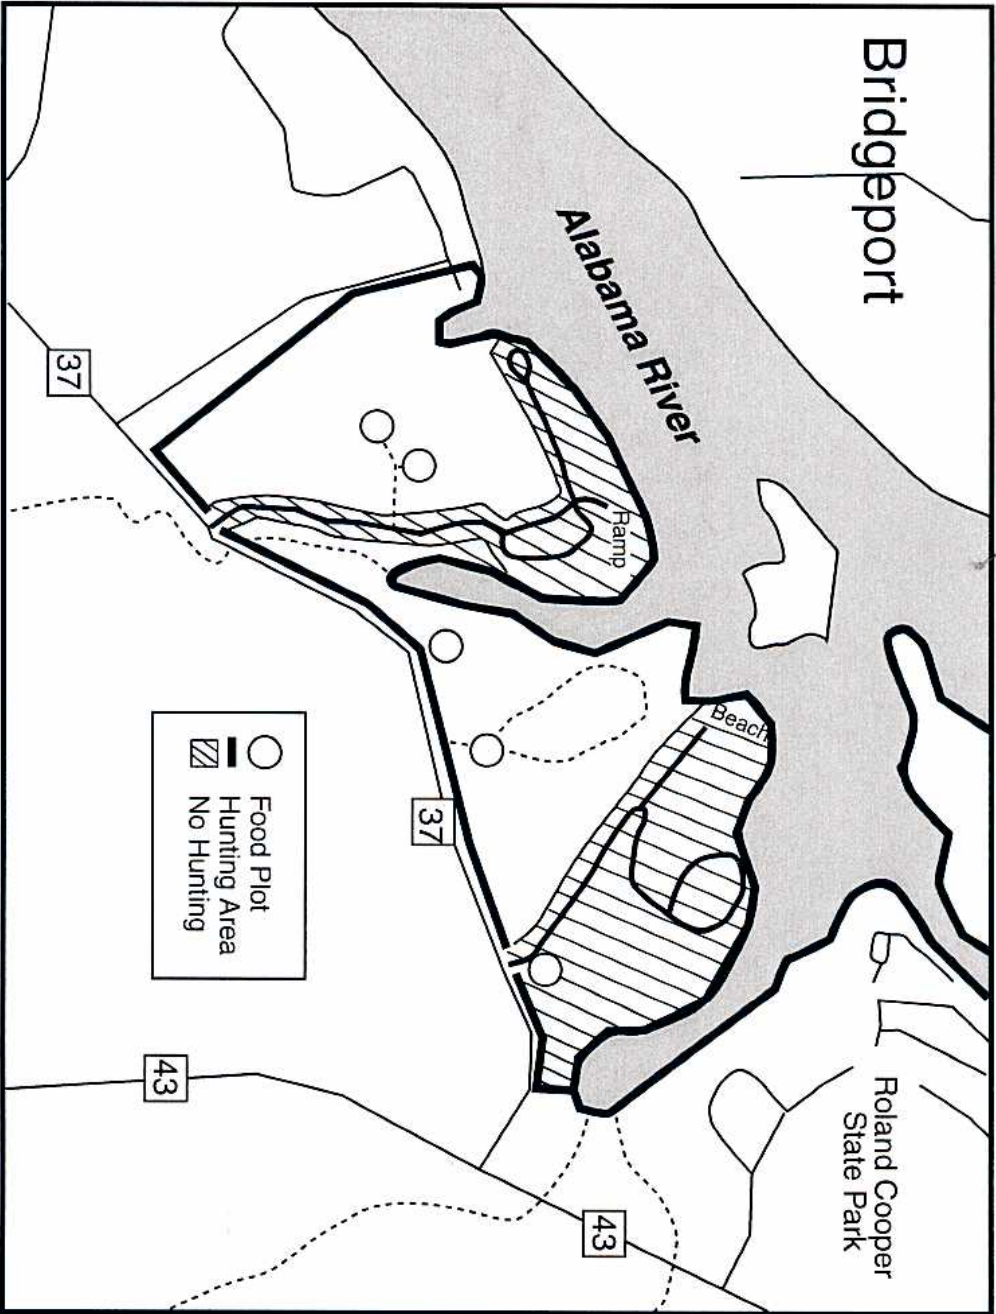 Bridgeport
Alabama River
Ramp
Beach
Roland Cooper
State Park
37
37
43
43
Food Plot
Hunting Area
No Hunting